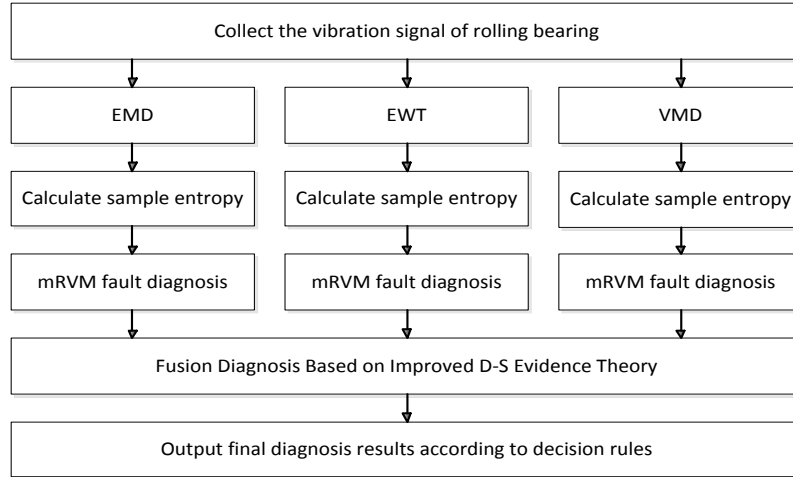 Collect the vibration signal of rolling bearing
EMD
EWT
VMD
Calculate sample entropy
Calculate sample entropy
Calculate sample entropy
mRVM fault diagnosis
mRVM fault diagnosis
mRVM fault diagnosis
Fusion Diagnosis Based on Improved D-S Evidence Theory
Output final diagnosis results according to decision rules